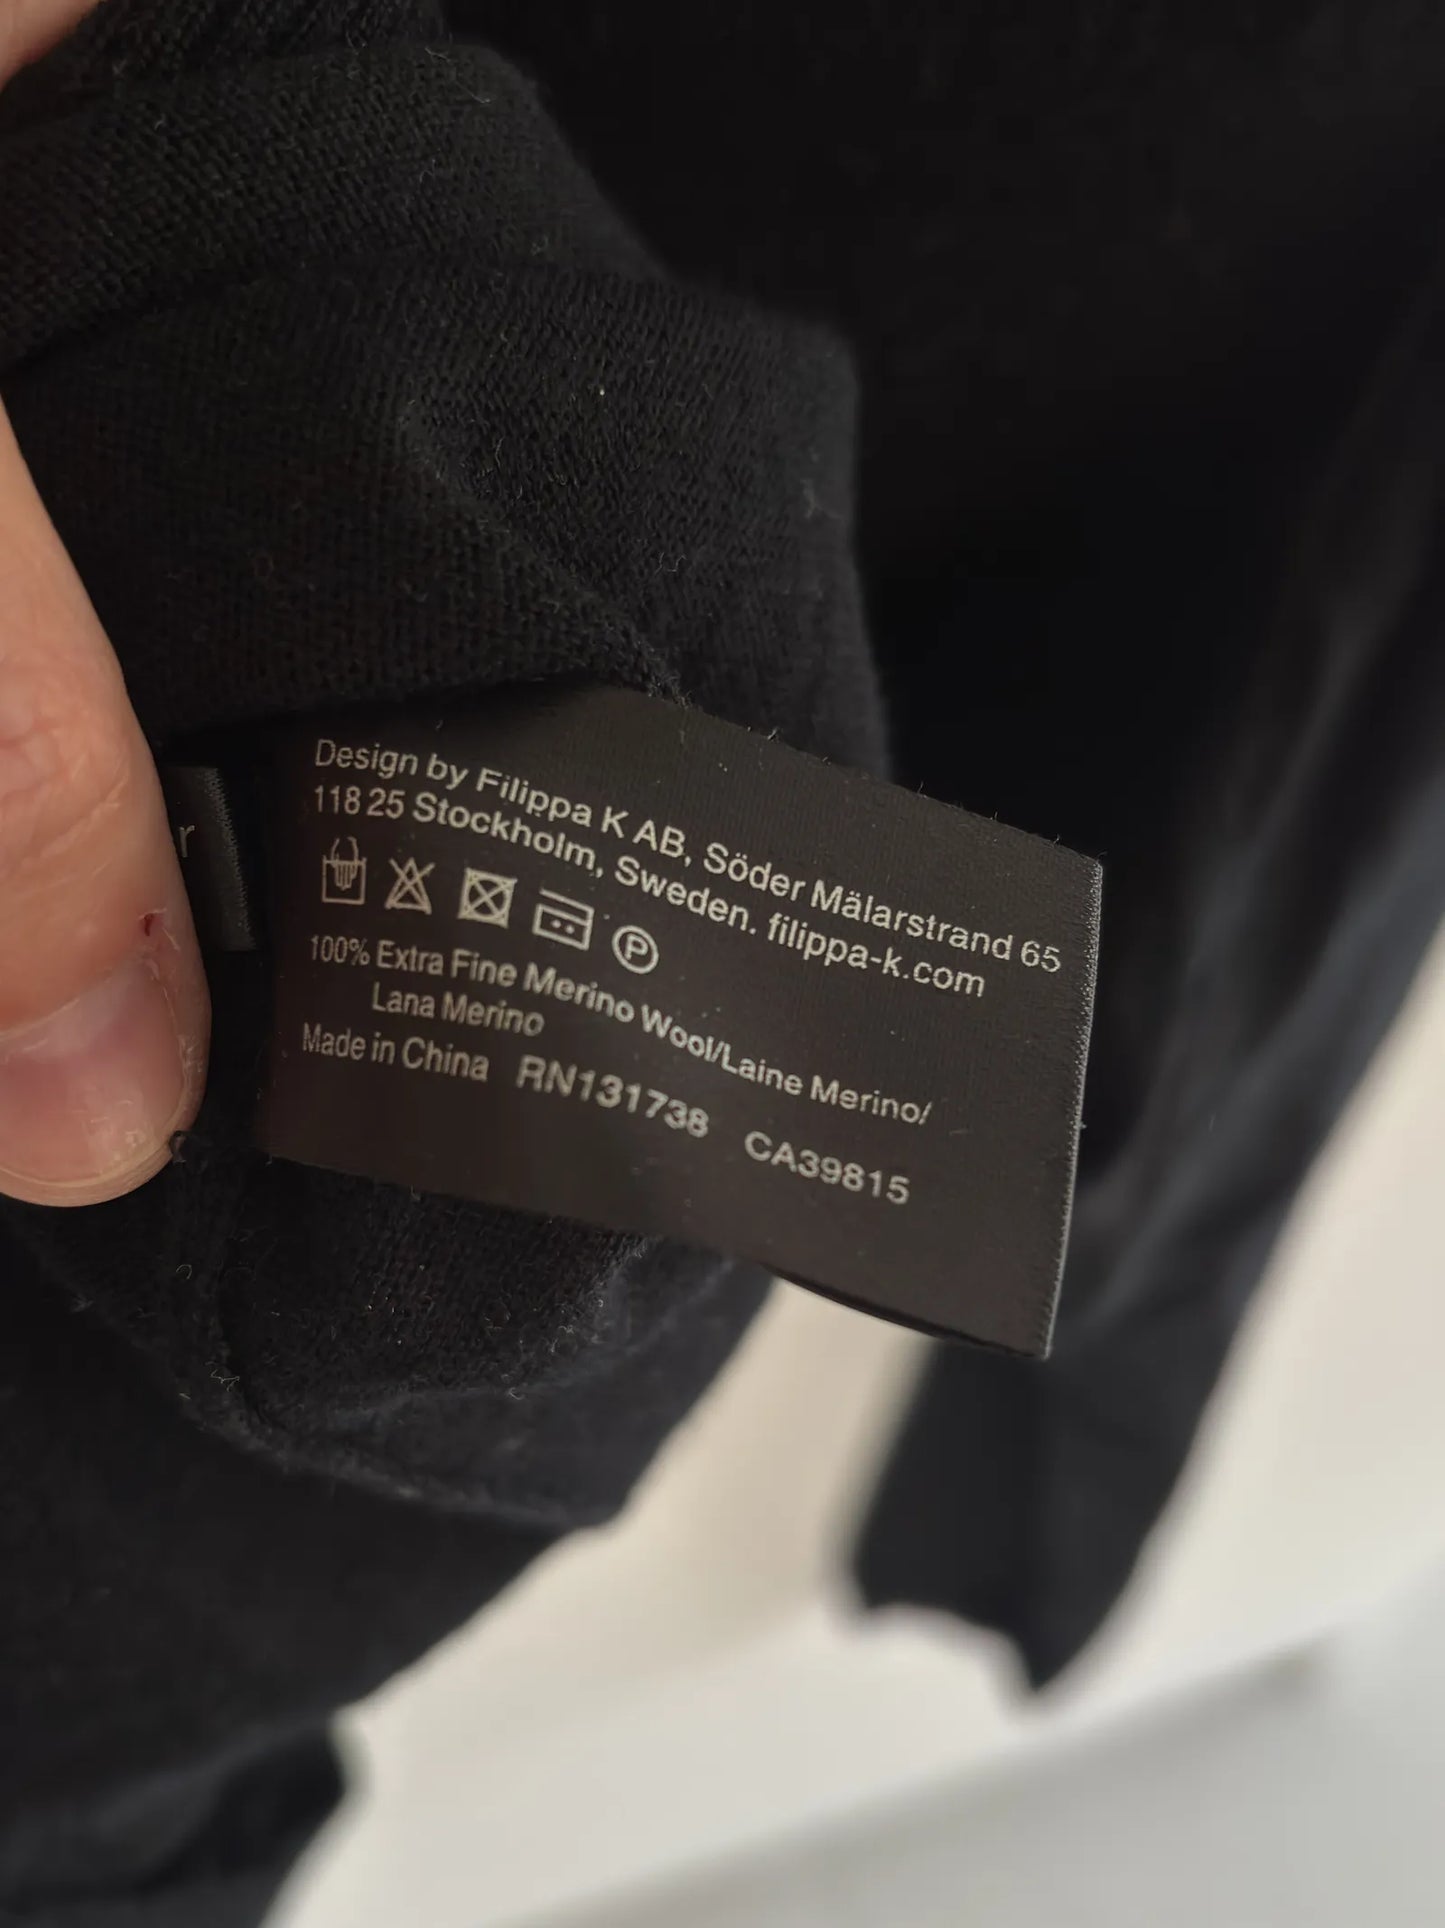 Design by Filippa K AB, Söder Mälarstrand 65
118 25 Stockholm, Sweden. filippa-k.com
P
100% Extra Fine Merino Wool/Laine Merino/
Lana Merino
Made in China RN131738 CA39815
r